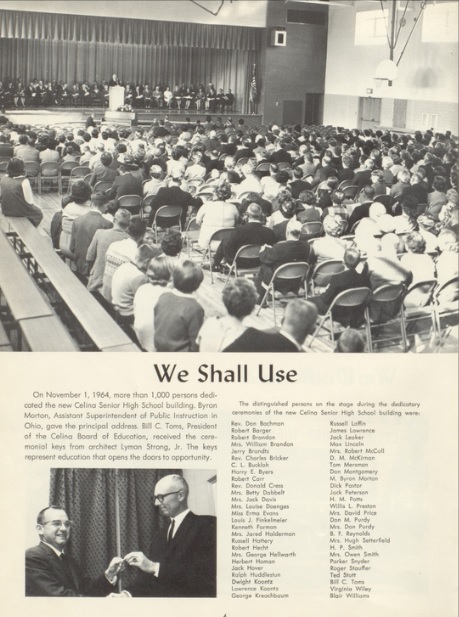 We Shall Use
On November 1, 1964, more than 1,000 persons dedi-
cated the new Celina Senior High School building. Byron
Morton, Assistant Superintendent of Public Instruction in
Ohio, gave the principal address. Bill C. Toms, President
of the Celina Board of Education, received the cere-
monial keys from architect Lyman Strong, Jr. The keys
represent education that opens the doors to opportunity.
The distinguished persons on the stage during the dedicatory
ceremonies of the new Celina Senior High School building were:
Rev. Don Bachman
Robert Barger
Robert Brandon
Mrs. William Brandon
Jerry Brandts
Rev. Charles Bricker
C. L. Bucklah
Harry E. Byers
Robert Carr
Rev. Donald Cress
Mrs. Betty Dabbelt
Mrs. Jack Davis
Mrs. Louise Doenges
Miss Erma Evans
Louis J. Finkelmeier
Kenneth Forman
Mrs. Jared Halderman
Russell Hattery
Robert Hecht
Mrs. George Hellwarth
Herbert Homan
Jack Hover
Ralph Huddlestun
Dwight Koontz
Lawrence Koontz
George Kreachbaum
Russell Laffin
James Lawrence
Jack Leaker
Max Lincoln
Mrs. Robert McColl
D. M. McKirnan
Tom Mersman
Don Montgomery
M. Byron Morton
Dick Pastor
Jack Peterson
H. M. Potts
Willis L. Preston
Mrs. David Price
Dan M. Purdy
Mrs. Don Purdy
B. F. Reynolds
Mrs. Hugh Satterfield
H. P. Smith
Mrs. Owen Smith
Parker Snyder
Roger Stauffer
Ted Stott
Bill C. Toms
Virginia Wiley
Blan Williams